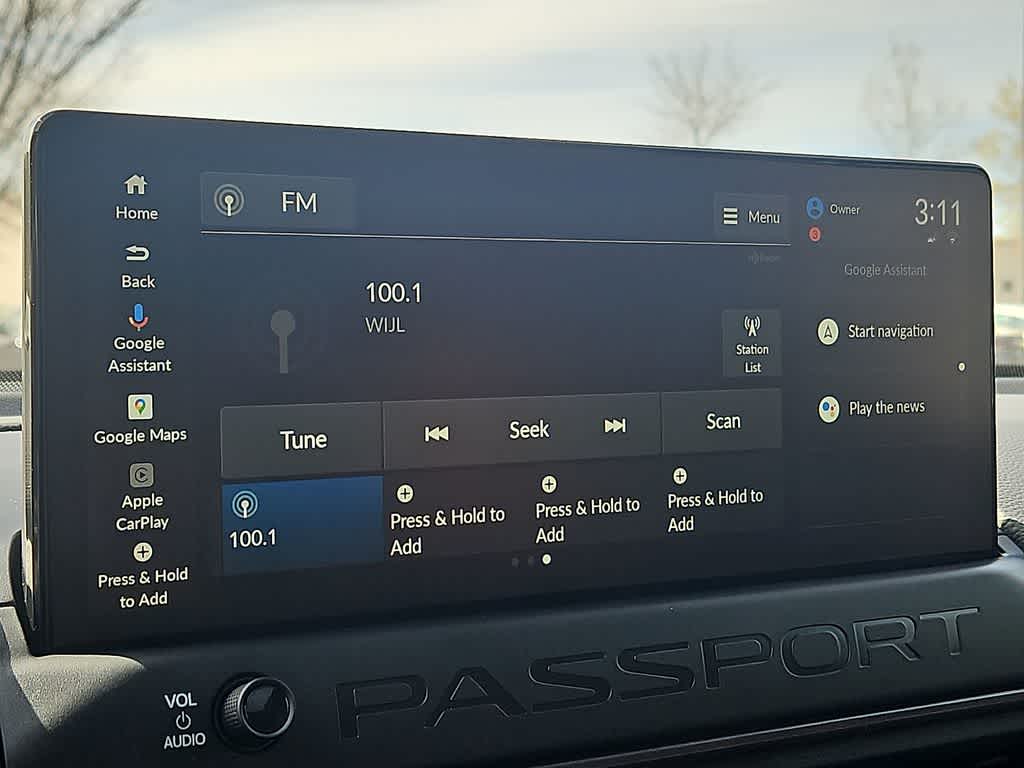 Home
Back
Google
Assistant
Google Maps
Apple
CarPlay
Press & Hold
to Add
FM
Menu
100.1
WIJL
Station
List
Tune
Seek
Scan
100.1
Press & Hold to
Add
Press & Hold to
Add
Press & Hold to
Add
Owner
3:11
3
Google Assistant
Start navigation
Play the news
VOL
AUDIO
PASSPORT